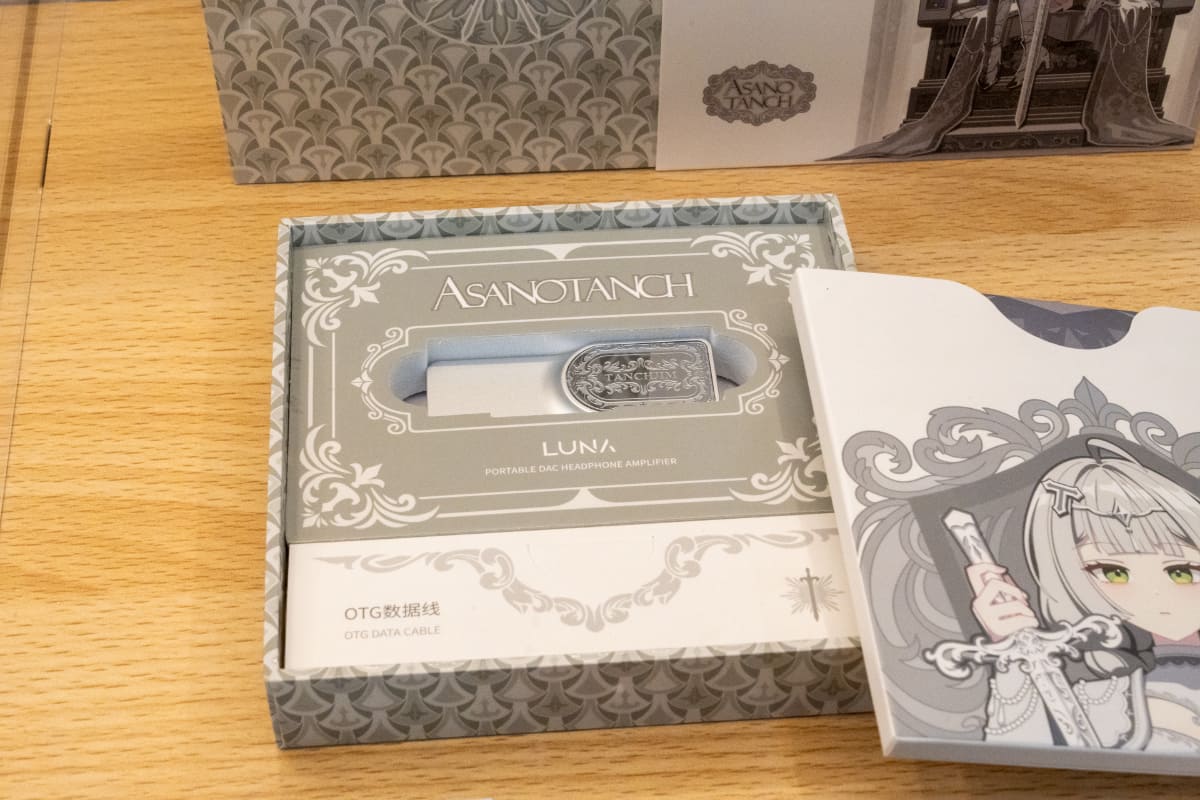 ASANO
TANCH
ASANOTANCH
TANCHJIM
LUNA
PORTABLE DAC HEADPHONE AMPLIFIER
OTG数据线
OTG DATA CABLE